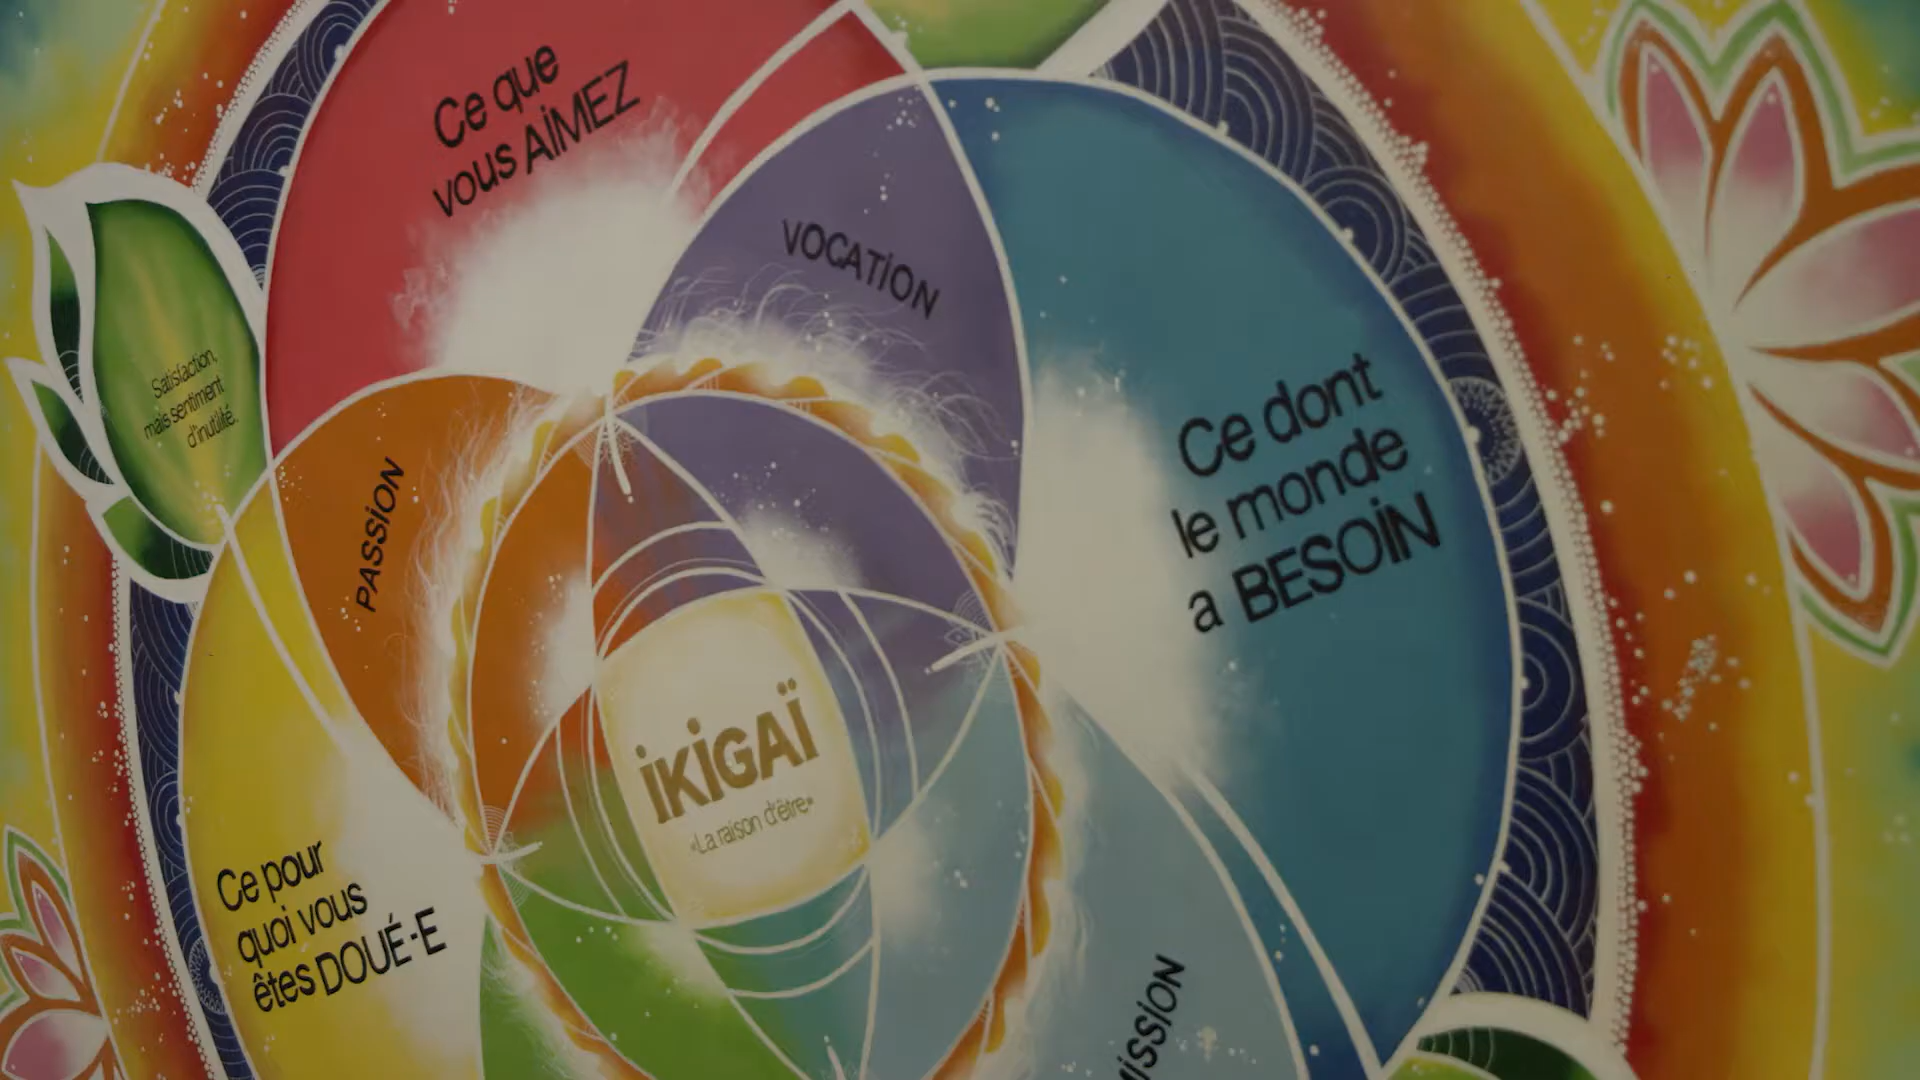 Ce que
vous AiMEZ
VOCATiON
Ce dont
le monde
a BESOiN
Satisfaction,
mais sentiment
d'inutilité.
PASSiON
iKiGAÏ
«La raison d'être»
Ce pour
quoi vous
êtes DOUÉ-E
MiSSiON